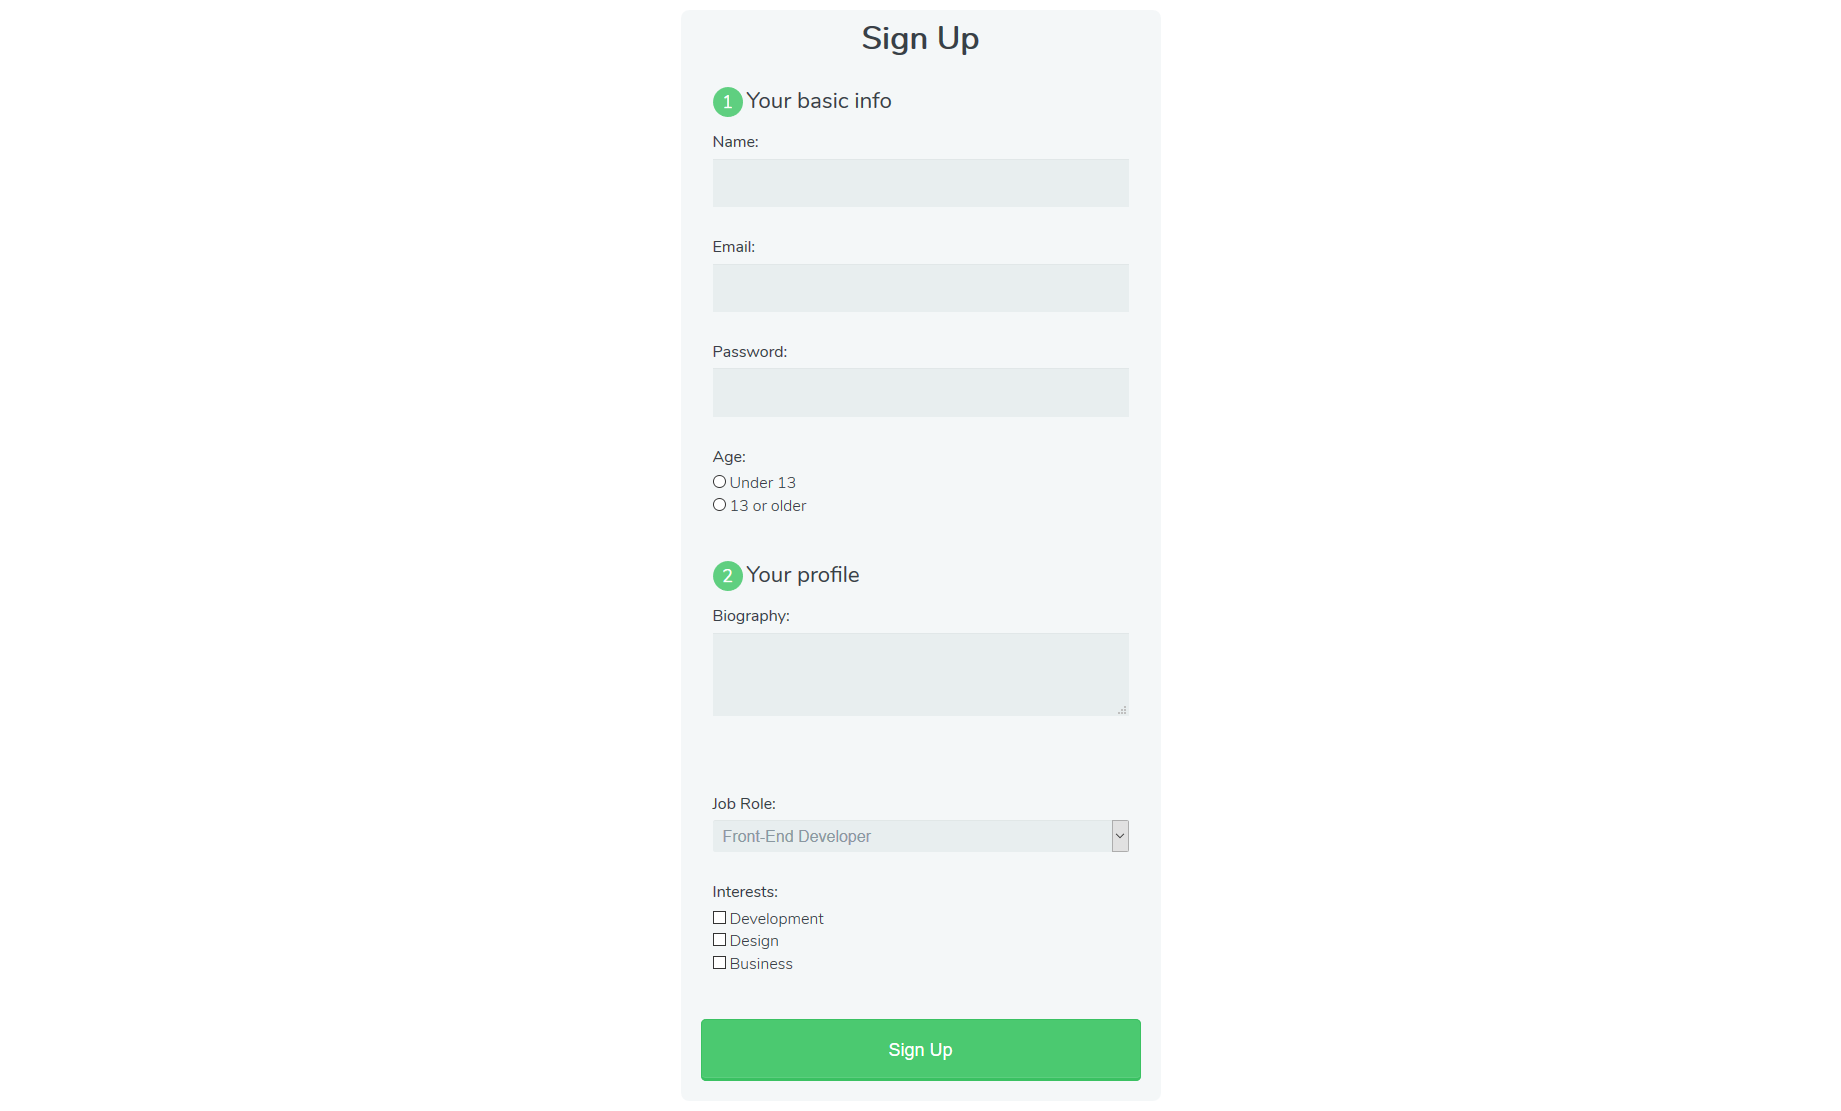 Sign Up
1 Your basic info
Name:
Email:
Password:
Age:
Under 13
13 or older
2 Your profile
Biography:
Job Role:
Front-End Developer
Interests:
Development
Design
Business
Sign Up